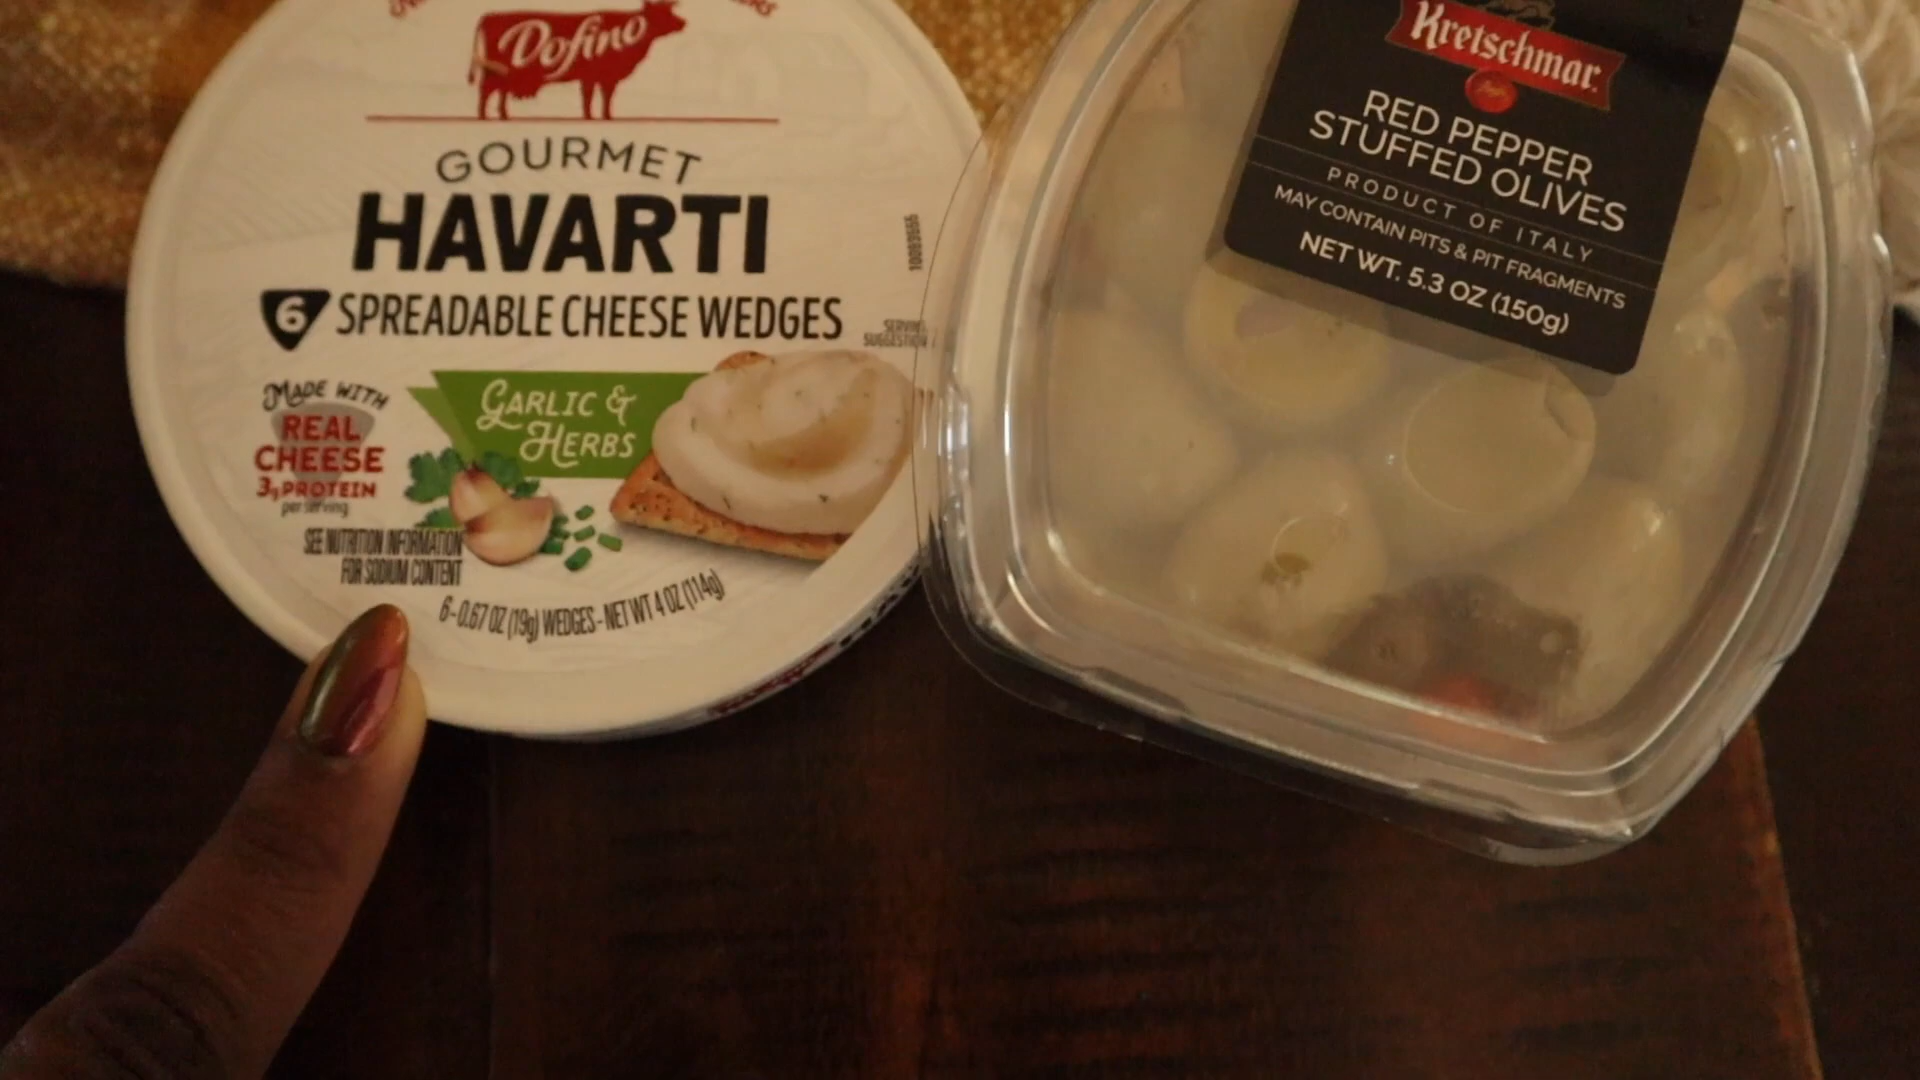 Dofino
GOURMET
HAVARTI
6 SPREADABLE CHEESE WEDGES
10089666
SERVING
SUGGESTION
GARLIC &
HERBS
MADE WITH
REAL
CHEESE
3g PROTEIN
per serving
SEE NUTRITION INFORMATION
FOR SODIUM CONTENT
6-0.67 OZ (19g) WEDGES-NET WT 4 OZ (114g)
Kretschmar.
RED PEPPER
STUFFED OLIVES
PRODUCT OF ITALY
MAY CONTAIN PITS & PIT FRAGMENTS
NET WT. 5.3 OZ (150g)